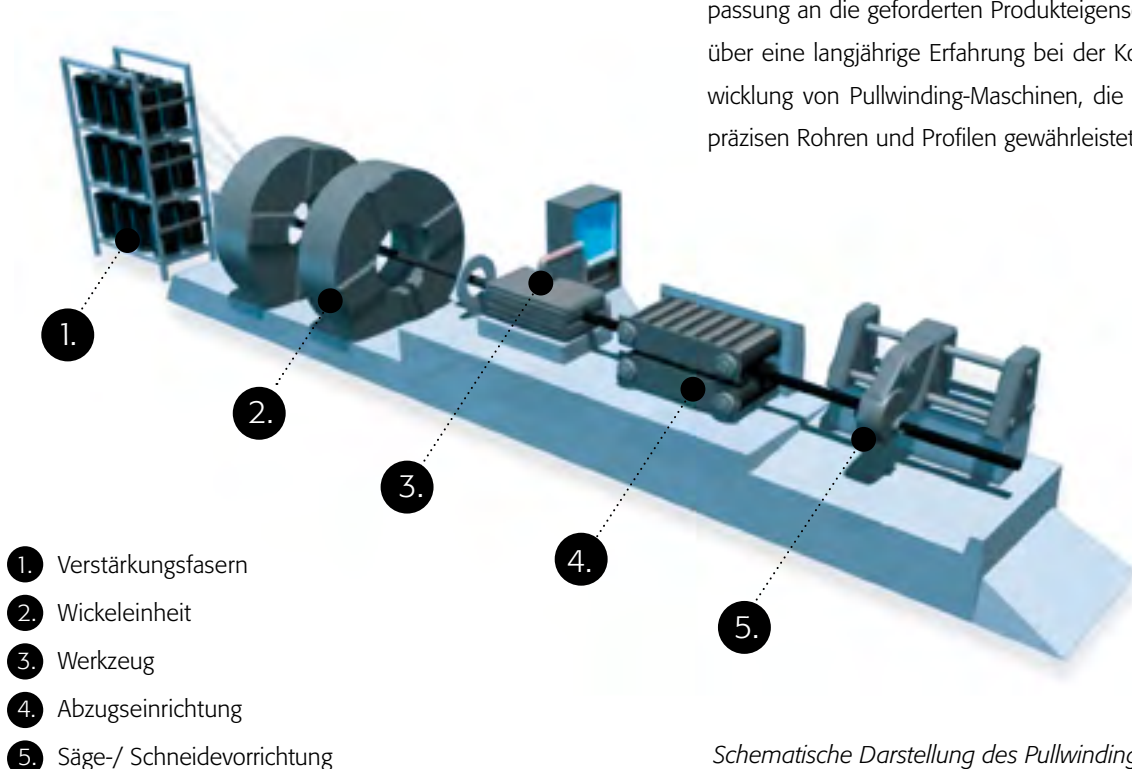 passung an die geforderten Produkteigens
über eine langjährige Erfahrung bei der Ko
wicklung von Pullwinding-Maschinen, die
präzisen Rohren und Profilen gewährleistet
1.
2.
3.
4.
5.
1. Verstärkungsfasern
2. Wickeleinheit
3. Werkzeug
4. Abzugseinrichtung
5. Säge-/ Schneidevorrichtung
Schematische Darstellung des Pullwinding